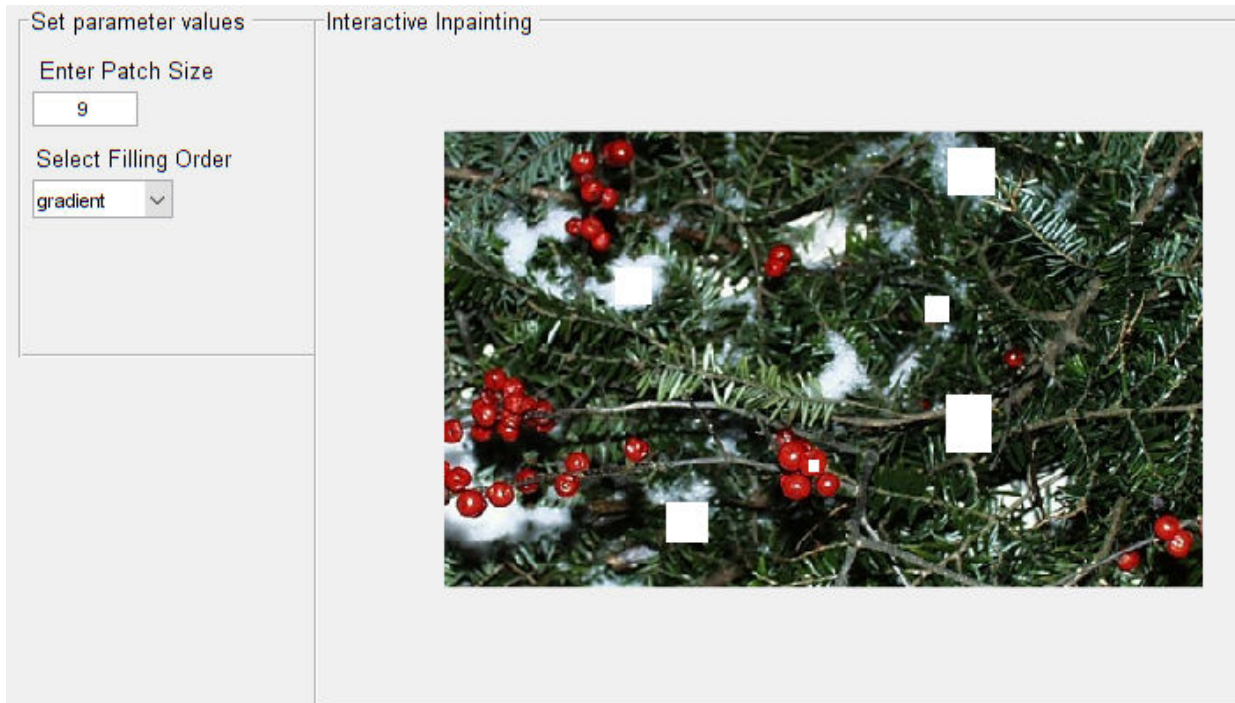 Set parameter values
Enter Patch Size
9
Select Filling Order
gradient
Interactive Inpainting